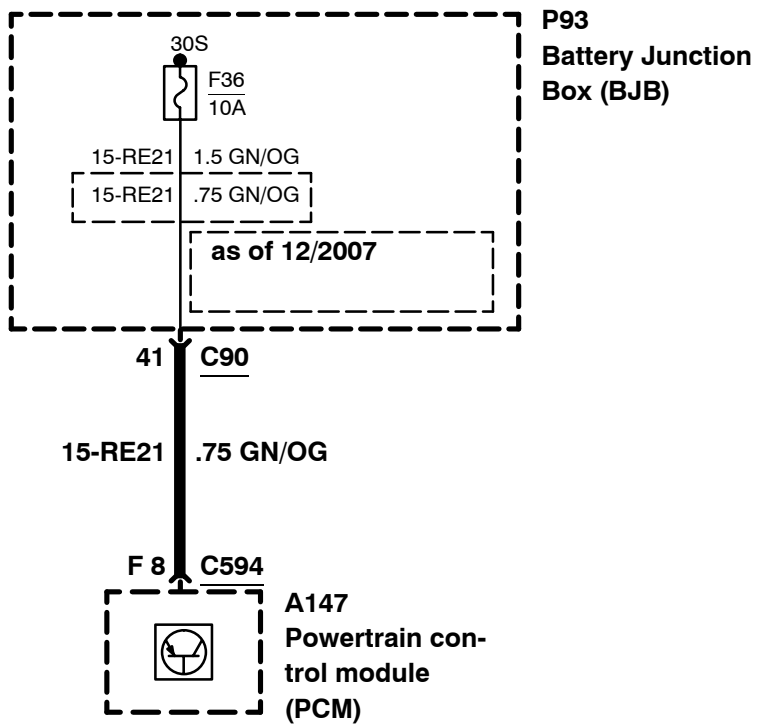 P93
Battery Junction
Box (BJB)
30S
F36
10A
15-RE21 1.5 GN/OG
15-RE21 .75 GN/OG
as of 12/2007
41 C90
15-RE21 .75 GN/OG
F 8 C594
A147
Powertrain con-
trol module
(PCM)